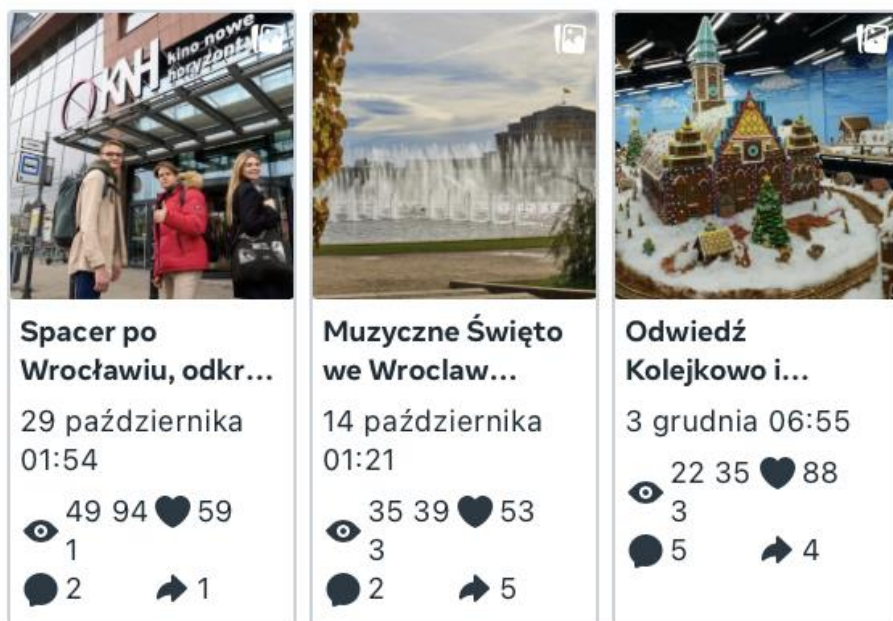 KNH
kino nowe
horyzonty
Spacer po
Wrocławiu, odkr...
29 października
01:54
49 94
1
59
2
1
Muzyczne Święto
we Wroclaw...
14 października
01:21
35 39
3
53
2
5
Odwiedź
Kolejkowo i...
3 grudnia 06:55
22 35
3
88
5
4